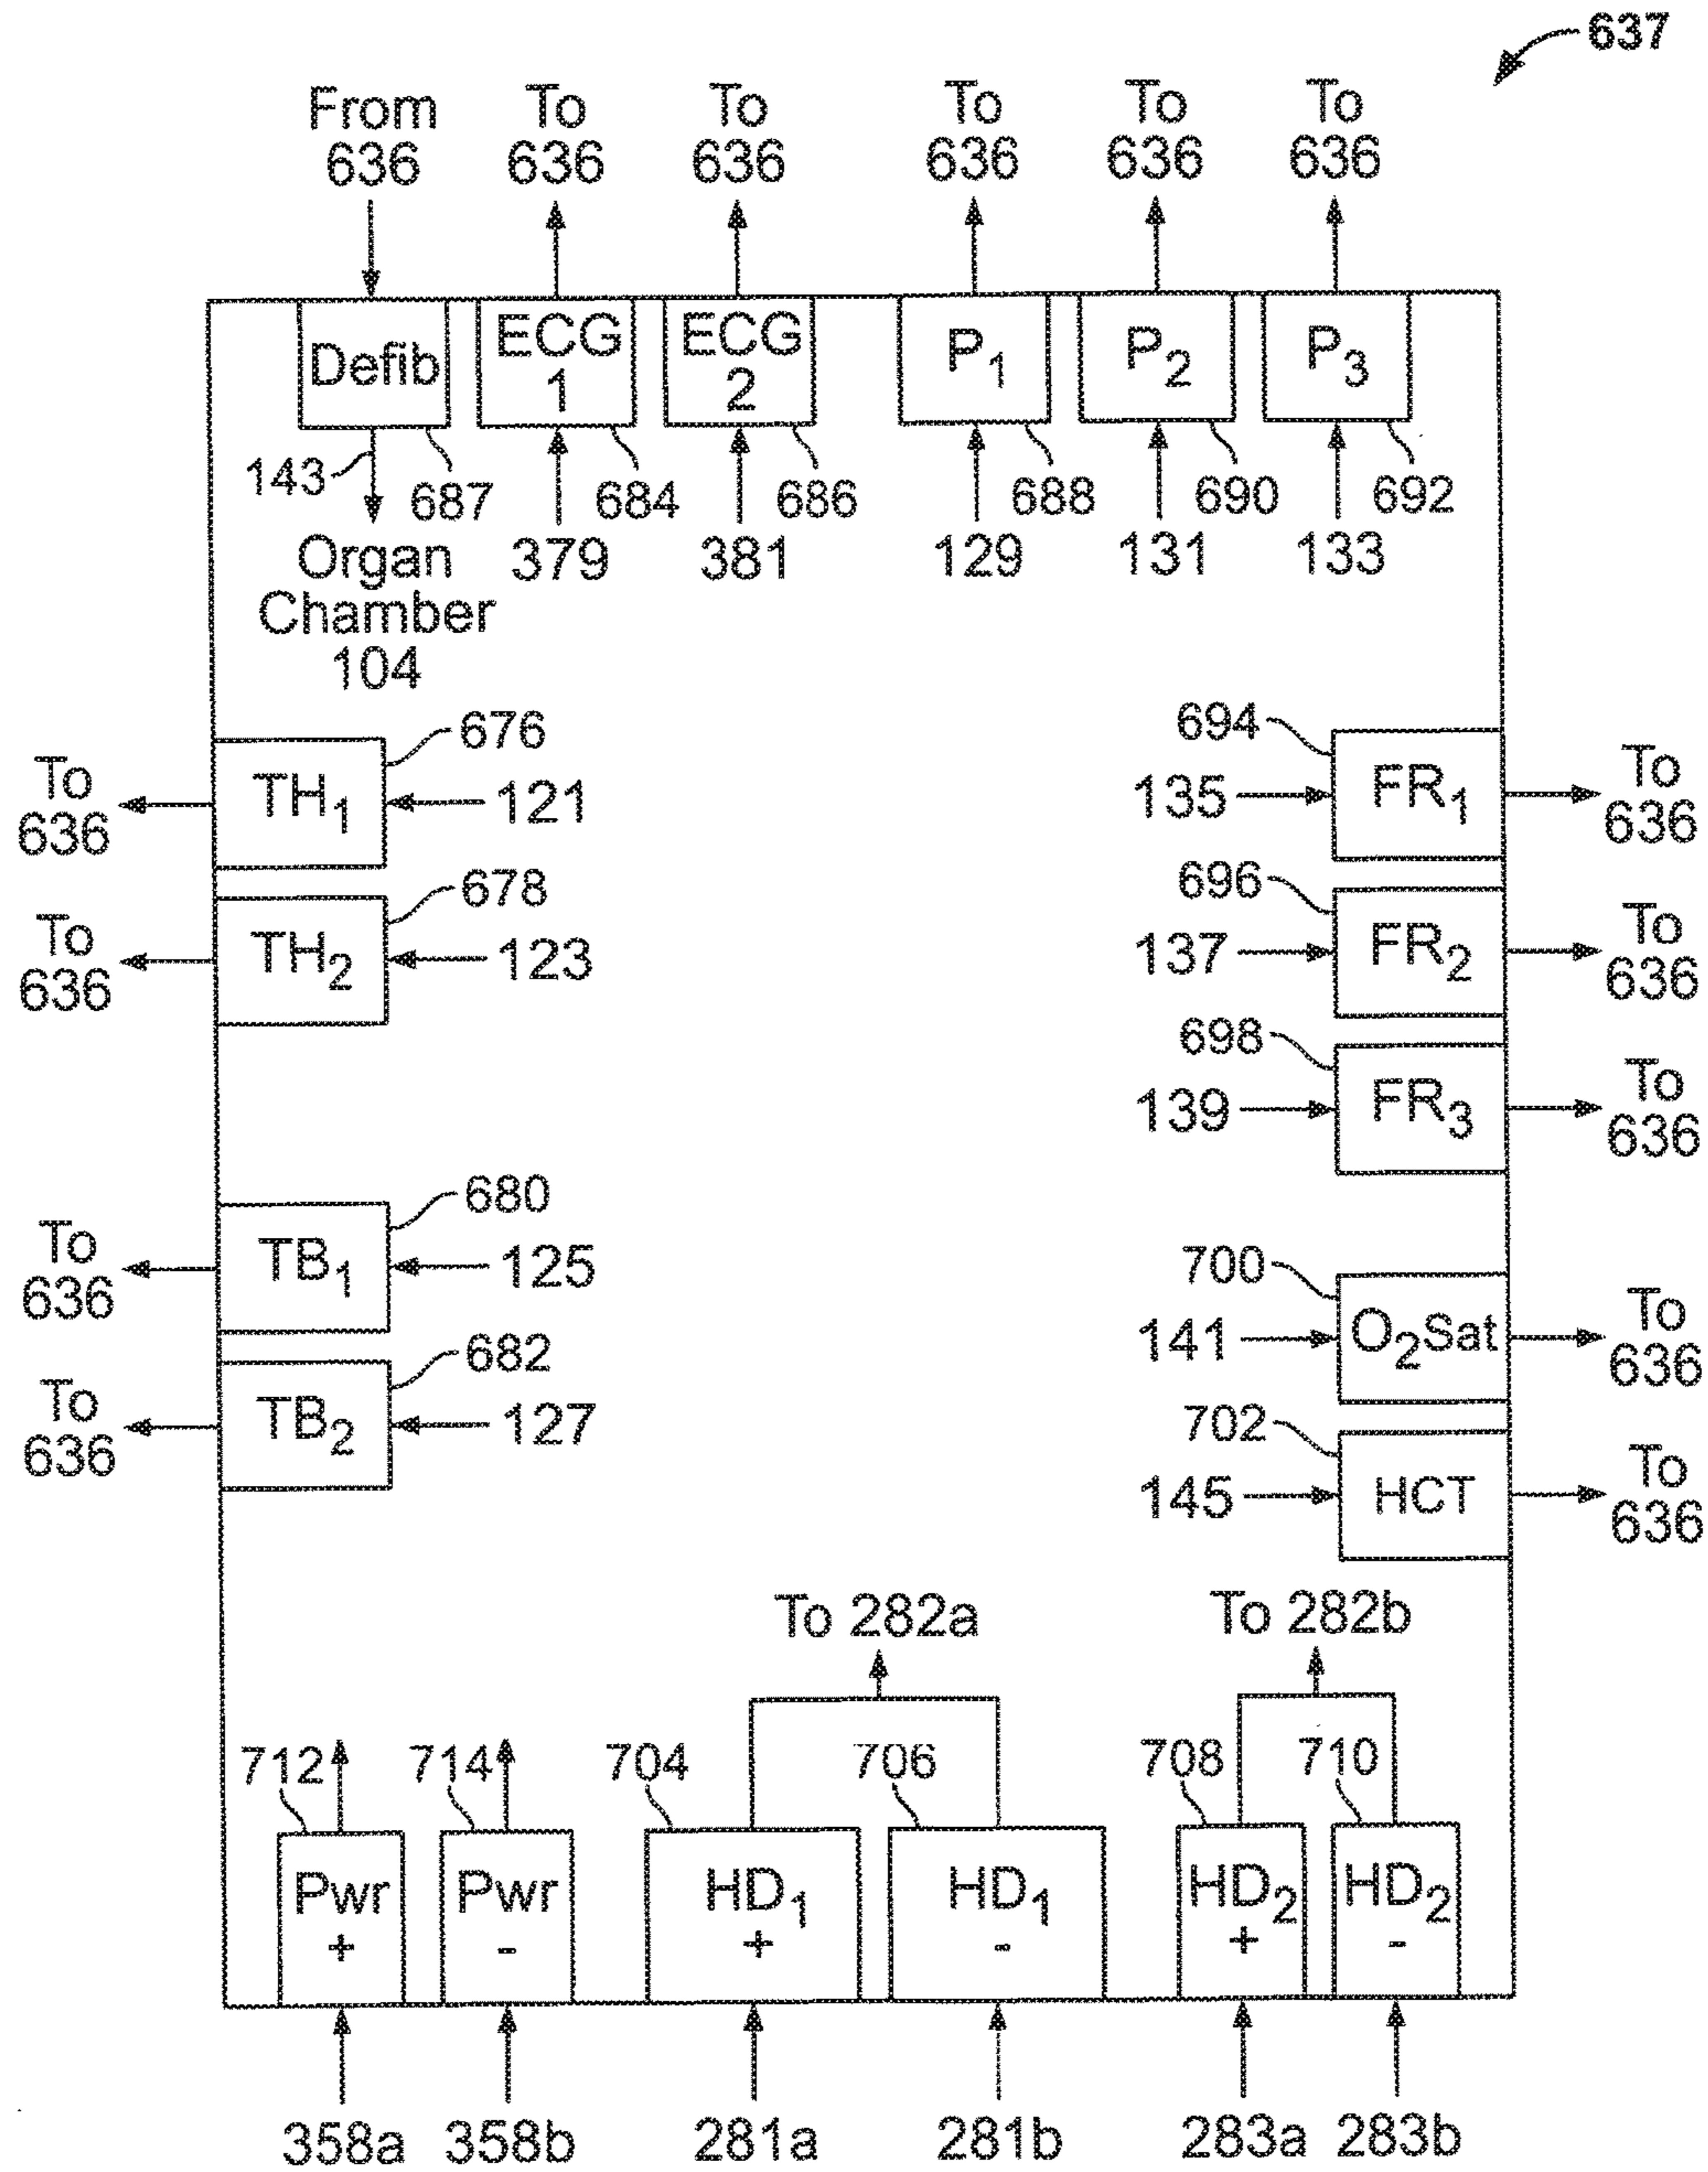 637
From
636
To
636
To
636
To
636
To
636
To
636
Defib
ECG
1
ECG
2
P1
P2
P3
143
687
684
686
688
690
692
Organ
Chamber
104
379
381
129
131
133
To
636
TH1
676
121
To
636
TH2
678
123
To
636
TB1
680
125
To
636
TB2
682
127
694
135
FR1
To
636
696
137
FR2
To
636
698
139
FR3
To
636
700
141
O2Sat
To
636
702
145
HCT
To
636
To 282a
To 282b
712
714
704
706
708
710
Pwr
+
Pwr
-
HD1
+
HD1
-
HD2
+
HD2
-
358a
358b
281a
281b
283a
283b